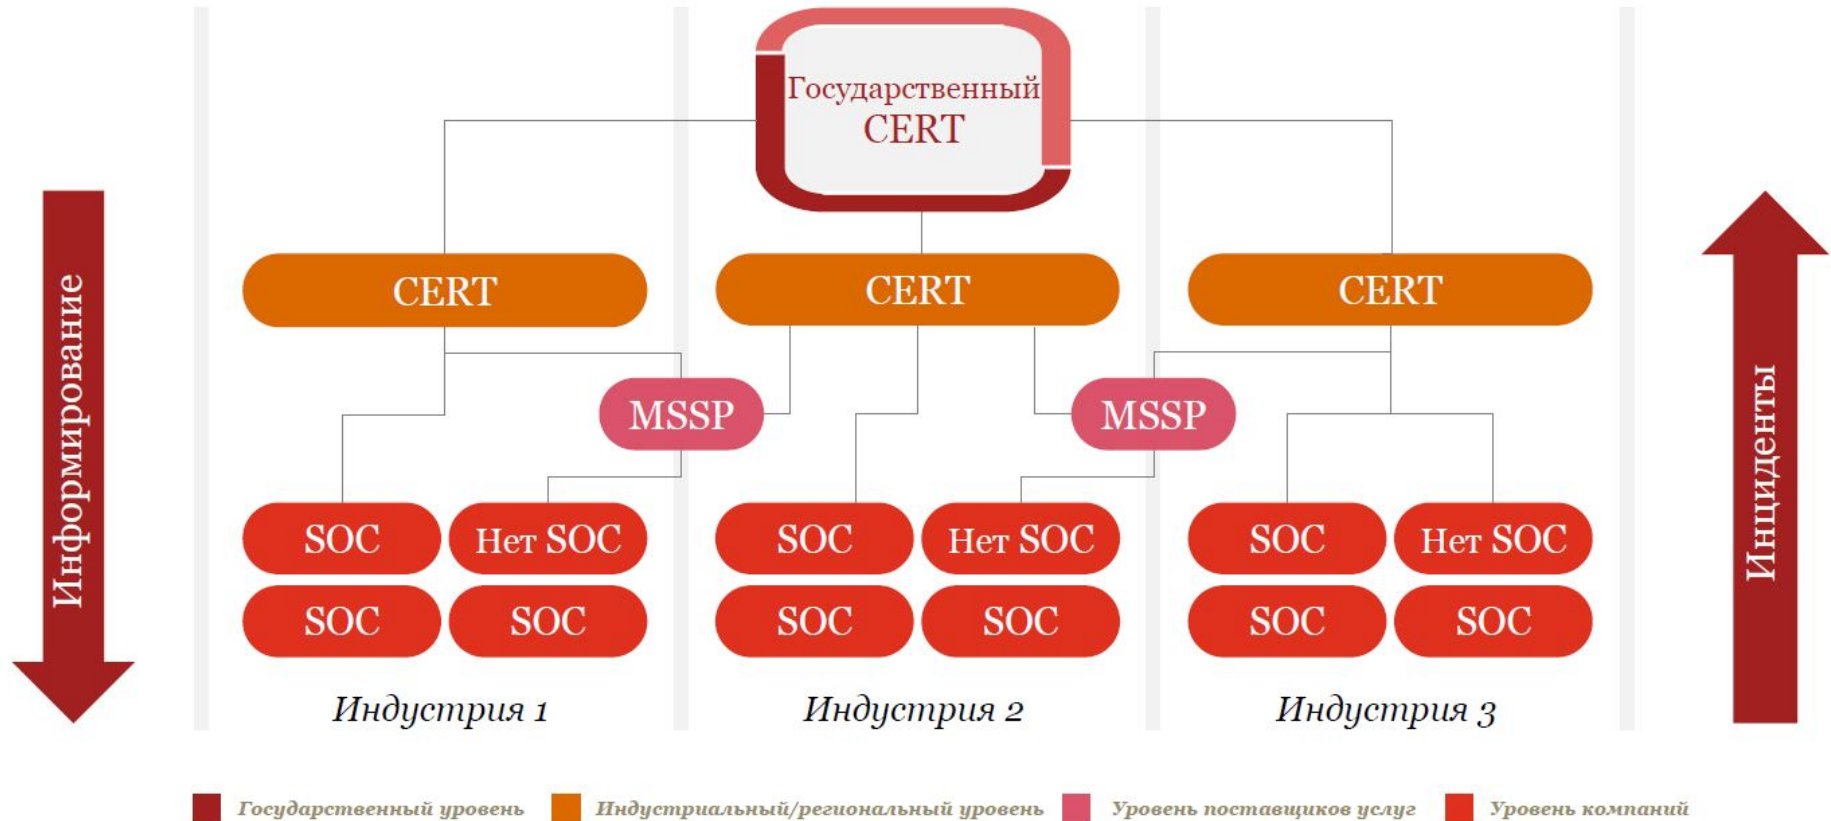 Государственный
CERT
Информирование
Инциденты
CERT
CERT
CERT
MSSP
MSSP
SOC
Нет SOC
SOC
Нет SOC
SOC
Нет SOC
SOC
SOC
SOC
SOC
SOC
SOC
Индустрия 1
Индустрия 2
Индустрия 3
Государственный уровень
Индустриальный/региональный уровень
Уровень поставщиков услуг
Уровень компаний